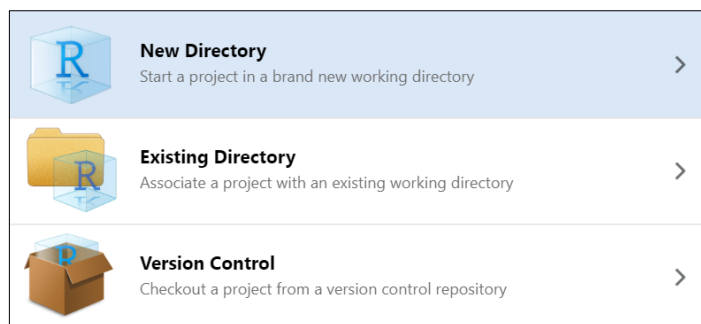 R
New Directory
Start a project in a brand new working directory
R
Existing Directory
Associate a project with an existing working directory
R
Version Control
Checkout a project from a version control repository